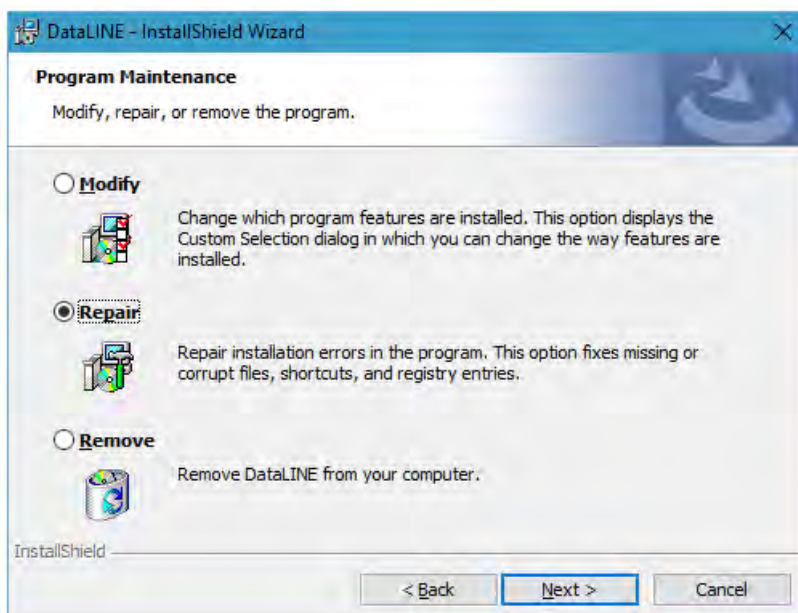 DataLINE - InstallShield Wizard
Program Maintenance
Modify, repair, or remove the program.
Modify
Change which program features are installed. This option displays the
Custom Selection dialog in which you can change the way features are
installed.
Repair
Repair installation errors in the program. This option fixes missing or
corrupt files, shortcuts, and registry entries.
Remove
Remove DataLINE from your computer.
InstallShield
< Back Next > Cancel